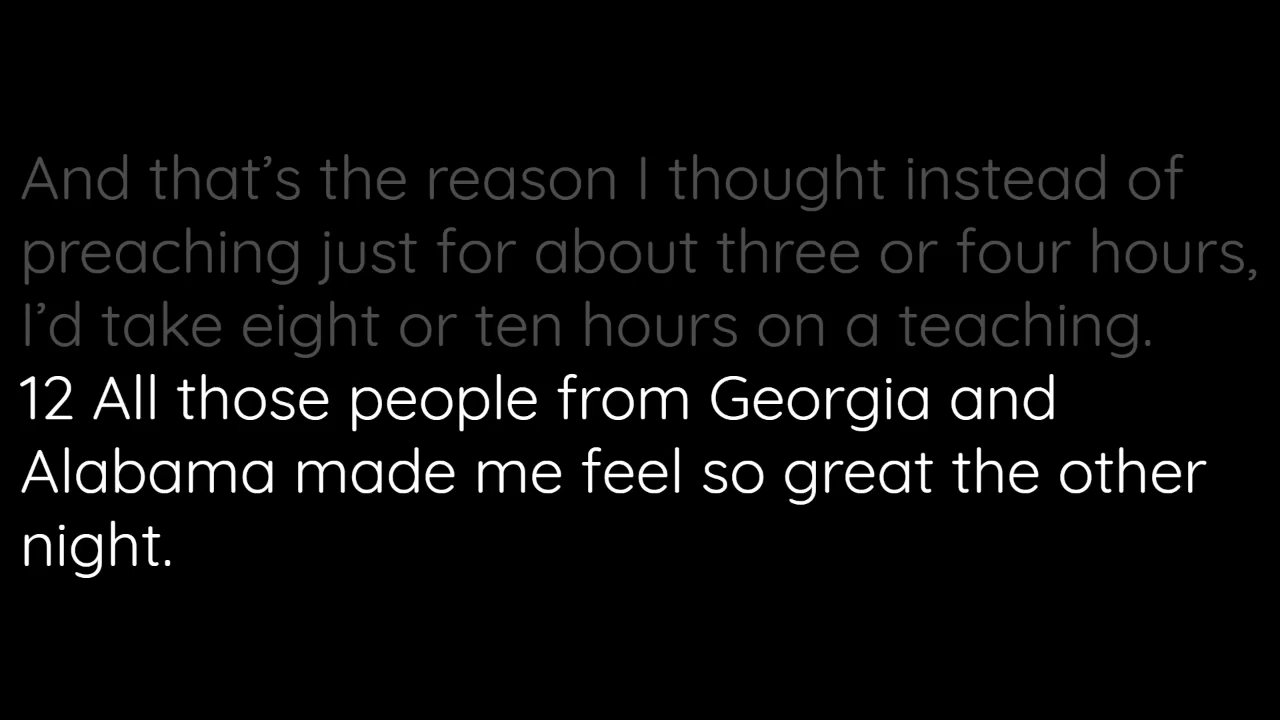 And that’s the reason I thought instead of
preaching just for about three or four hours,
I’d take eight or ten hours on a teaching.
12 All those people from Georgia and
Alabama made me feel so great the other
night.